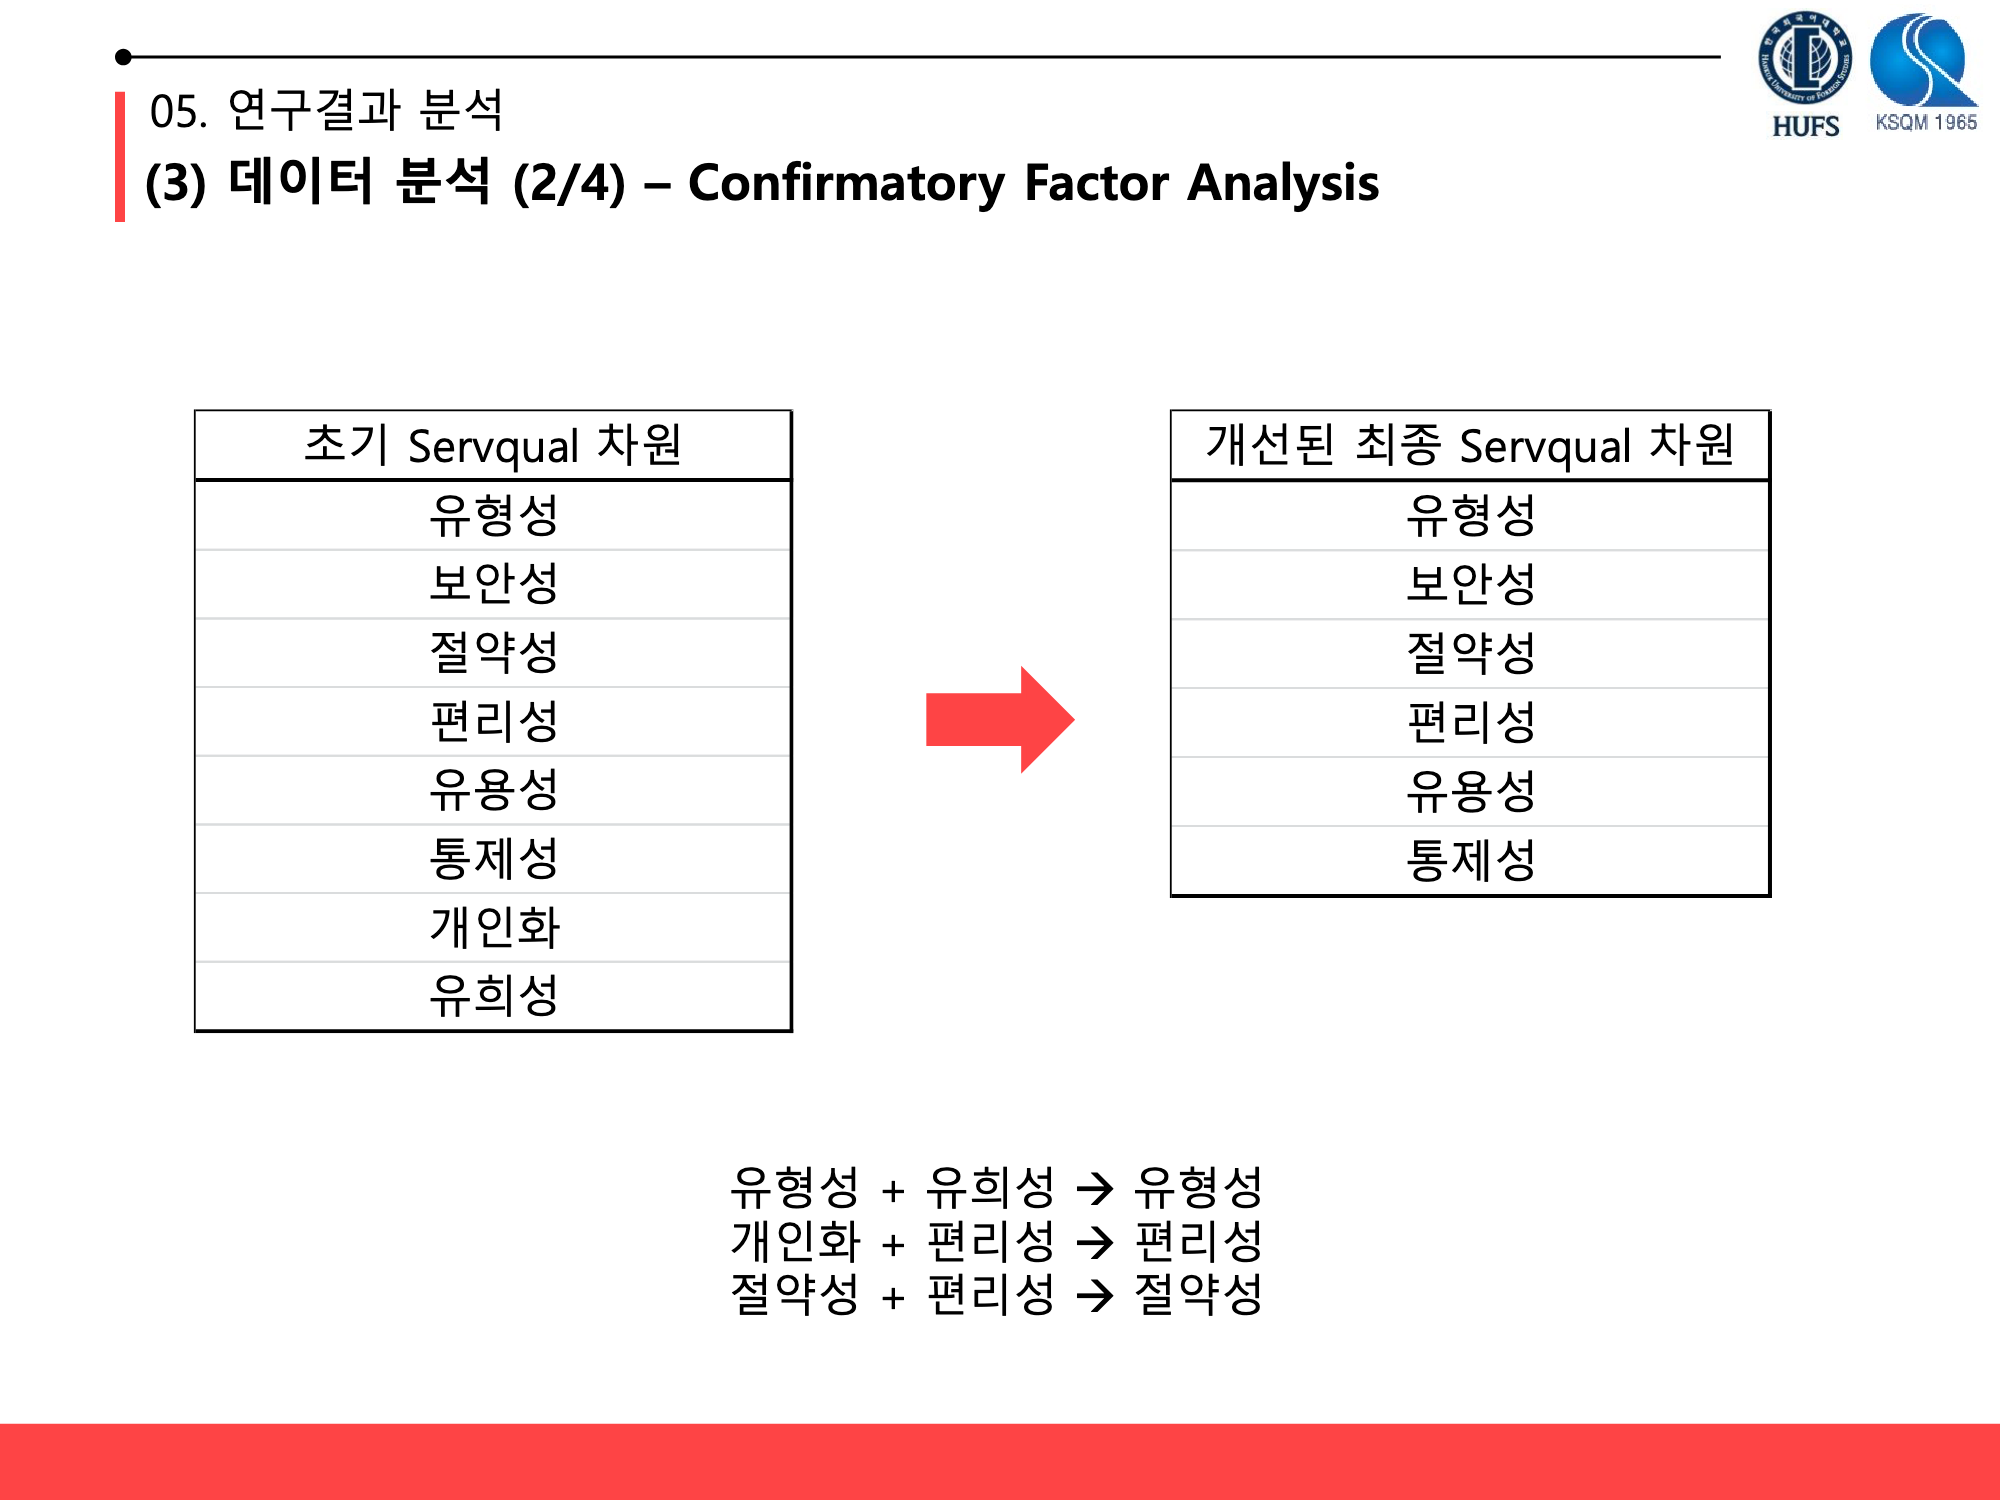 05. 연구결과 분석
(3) 데이터 분석 (2/4) – Confirmatory Factor Analysis
HUFS
KSQM 1965
초기 Servqual 차원
유형성
보안성
절약성
편리성
유용성
통제성
개인화
유희성
개선된 최종 Servqual 차원
유형성
보안성
절약성
편리성
유용성
통제성
유형성 + 유희성 → 유형성
개인화 + 편리성 → 편리성
절약성 + 편리성 → 절약성